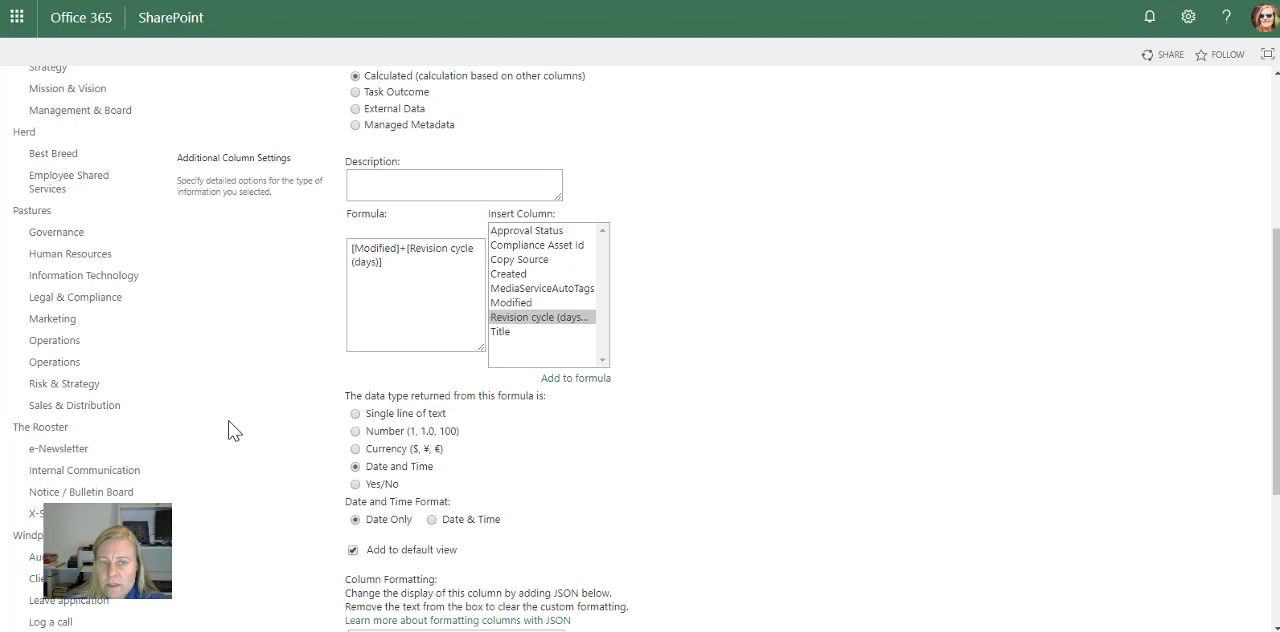 Office 365
SharePoint
SHARE
FOLLOW
Strategy
Mission & Vision
Management & Board
Herd
Best Breed
Employee Shared
Services
Pastures
Governance
Human Resources
Information Technology
Legal & Compliance
Marketing
Operations
Operations
Risk & Strategy
Sales & Distribution
The Rooster
e-Newsletter
Internal Communication
Notice / Bulletin Board
X-S
Windp
Au
Clie
Leave application
Log a call
Additional Column Settings
Specify detailed options for the type of
information you selected.
Calculated (calculation based on other columns)
Task Outcome
External Data
Managed Metadata
Description:
Formula:
[Modified]+[Revision cycle
(days)]
Insert Column:
Approval Status
Compliance Asset Id
Copy Source
Created
MediaServiceAutoTags
Modified
Revision cycle (days...
Title
Add to formula
The data type returned from this formula is:
Single line of text
Number (1, 1.0, 100)
Currency ($, ¥, €)
Date and Time
Yes/No
Date and Time Format:
Date Only
Date & Time
Add to default view
Column Formatting:
Change the display of this column by adding JSON below.
Remove the text from the box to clear the custom formatting.
Learn more about formatting columns with JSON